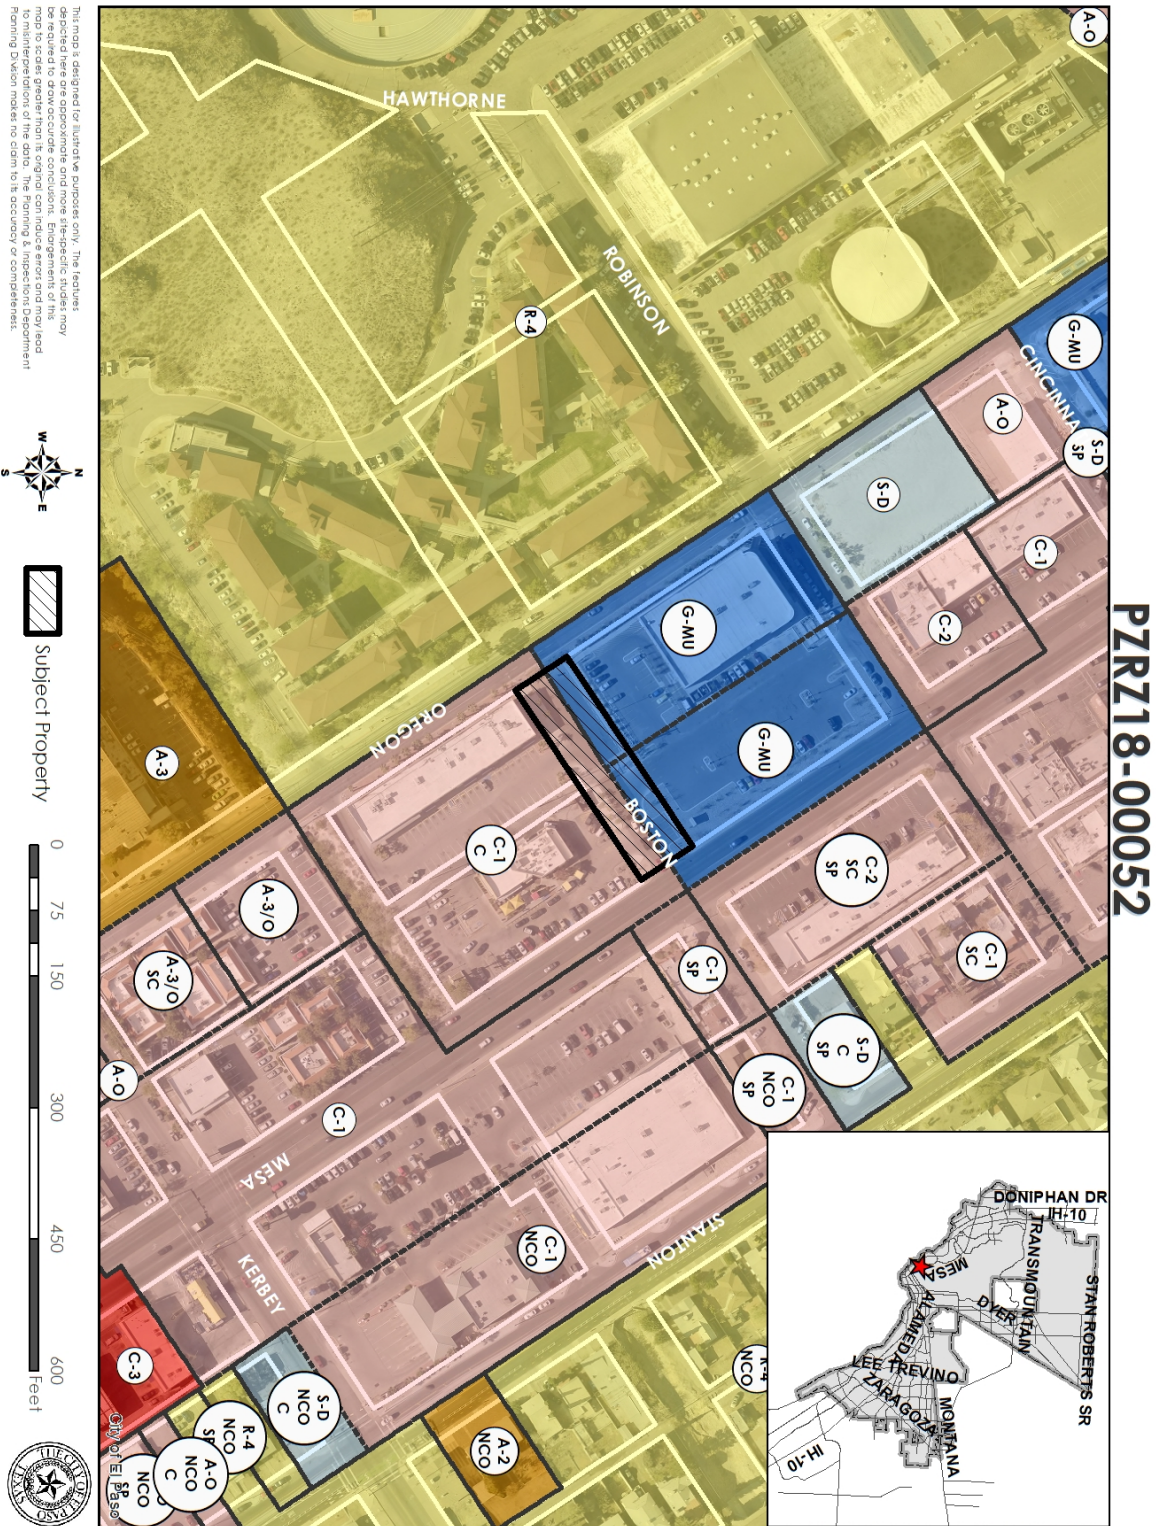 PZRZ18-00052
A-O
HAWTHORNE
ROBINSON
R-4
G-MU
A-O
S-D
SP
S-D
C-1
C-2
G-MU
G-MU
OREGON
BOSTON
A-3
C-1
C
C-2
SC
SP
A-3/O
C-1
SC
A-3/O
SC
C-1
SP
S-D
C
SP
A-O
C-1
NCO
SP
C-1
MESA
KERBEY
C-1
NCO
STANTON
C-3
S-D
NCO
C
R-4
NCO
SP
A-O
NCO
C
NCO
SP
A-2
NCO
R-4
NCO
DONIPHAN DR
IH-10
TRANSMOUNTAIN
STAN ROBERTS SR
MESA
DYER
ALAMEDA
LEE TREVINO
ZARAGOZA
MONTANA
IH-10
City of El Paso
This map is designed for illustrative purposes only. The features
depicted here are approximate and more site-specific studies may
be required to draw accurate conclusions. Enlargements of this
map to scales greater than its original can induce errors and may lead
to misinterpretations of the data. The Planning & Inspections Department
Planning Division makes no claim to its accuracy or completeness.
N
W
E
S
Subject Property
0 75 150 300 450 600
Feet
THE CITY OF EL PASO
TEXAS